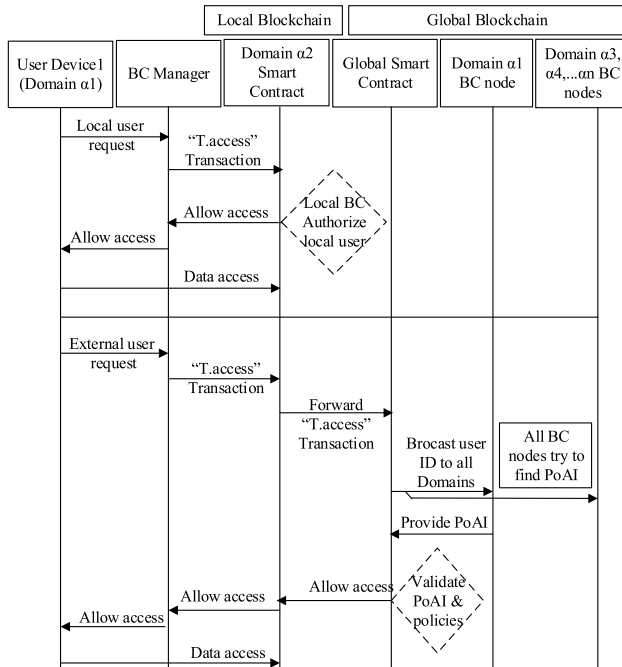 Local Blockchain
Global Blockchain
User Device1
(Domain α1)
BC Manager
Domain α2
Smart
Contract
Global Smart
Contract
Domain α1
BC node
Domain α3,
α4,...αn BC
nodes
Local user
request
“T.access”
Transaction
Local BC
Authorize
local user
Allow access
Allow access
Data access
External user
request
“T.access”
Transaction
Forward
“T.access”
Transaction
Brocast user
ID to all
Domains
All BC
nodes try to
find PoAI
Provide PoAI
Validate
PoAI &
policies
Allow access
Allow access
Allow access
Data access